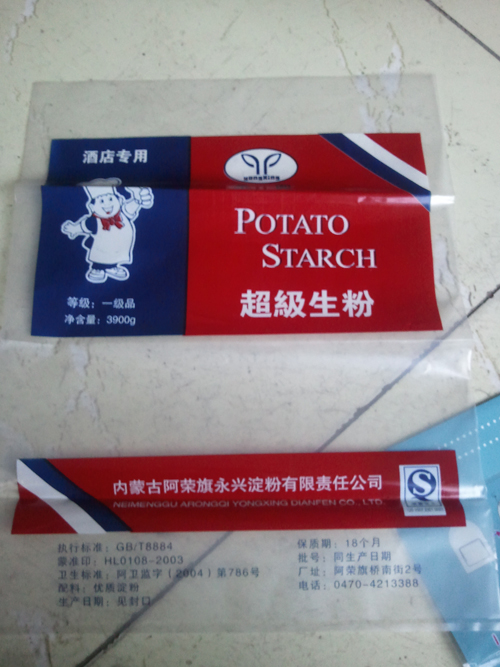 酒店专用
yongxing
POTATO
STARCH
超級生粉
等级：一级品
净含量：3900g
内蒙古阿荣旗永兴淀粉有限责任公司
NEIMENGGU ARONGQI YONGXING DIANFEN CO., LTD.
执行标准：GB/T8884
蒙准印：HL0108-2003
卫生标准：阿卫监字（2004）第786号
配料：优质淀粉
生产日期：见封口
保质期：18个月
批号：同生产日期
厂址：阿荣旗桥南街2号
电话：0470-4213388